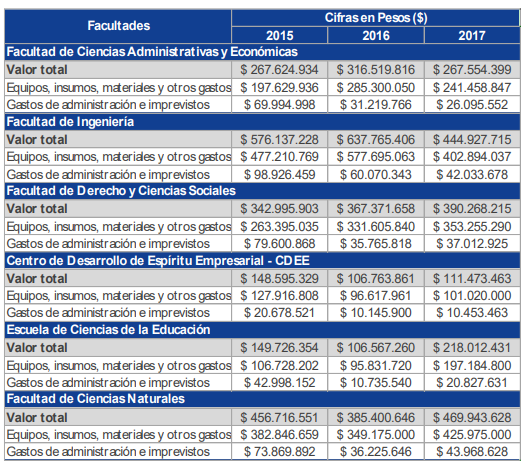 Facultades Cifras en Pesos ($)
2015 2016 2017
Facultad de Ciencias Administrativas y Económicas
Valor total $ 267.624.934 $ 316.519.816 $ 267.554.399
Equipos, insumos, materiales y otros gastos $ 197.629.936 $ 285.300.050 $ 241.458.847
Gastos de administración e imprevistos $ 69.994.998 $ 31.219.766 $ 26.095.552
Facultad de Ingeniería
Valor total $ 576.137.228 $ 637.765.406 $ 444.927.715
Equipos, insumos, materiales y otros gastos $ 477.210.769 $ 577.695.063 $ 402.894.037
Gastos de administración e imprevistos $ 98.926.459 $ 60.070.343 $ 42.033.678
Facultad de Derecho y Ciencias Sociales
Valor total $ 342.995.903 $ 367.371.658 $ 390.268.215
Equipos, insumos, materiales y otros gastos $ 263.395.035 $ 331.605.840 $ 353.255.290
Gastos de administración e imprevistos $ 79.600.868 $ 35.765.818 $ 37.012.925
Centro de Desarrollo de Espíritu Empresarial - CDEE
Valor total $ 148.595.329 $ 106.763.861 $ 111.473.463
Equipos, insumos, materiales y otros gastos $ 127.916.808 $ 96.617.961 $ 101.020.000
Gastos de administración e imprevistos $ 20.678.521 $ 10.145.900 $ 10.453.463
Escuela de Ciencias de la Educación
Valor total $ 149.726.354 $ 106.567.260 $ 218.012.431
Equipos, insumos, materiales y otros gastos $ 106.728.202 $ 95.831.720 $ 197.184.800
Gastos de administración e imprevistos $ 42.998.152 $ 10.735.540 $ 20.827.631
Facultad de Ciencias Naturales
Valor total $ 456.716.551 $ 385.400.646 $ 469.943.628
Equipos, insumos, materiales y otros gastos $ 382.846.659 $ 349.175.000 $ 425.975.000
Gastos de administración e imprevistos $ 73.869.892 $ 36.225.646 $ 43.968.628